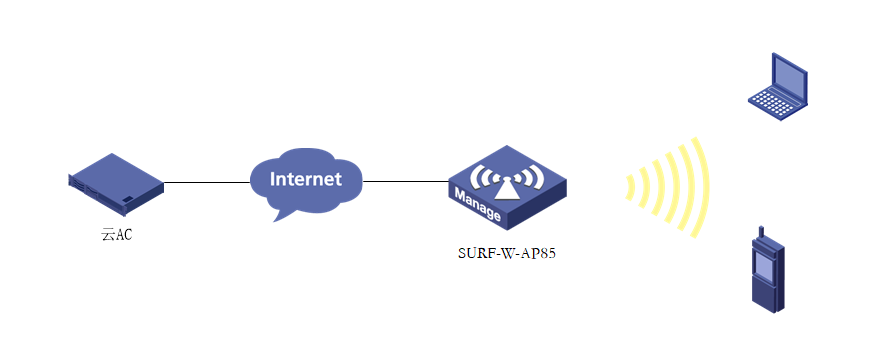 Internet
Manage
云AC
SURF-W-AP85